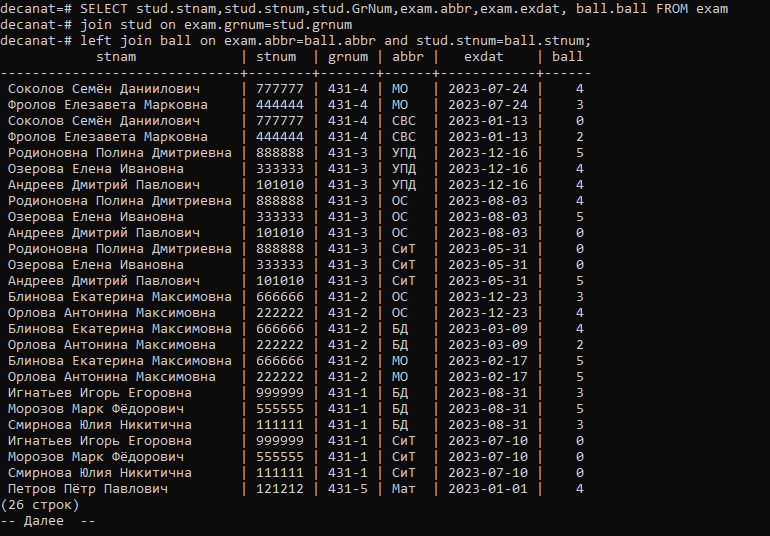 decanat=# SELECT stud.stnam,stud.stnum,stud.GrNum,exam.abbr,exam.exdat, ball.ball FROM exam
decanat-# join stud on exam.grnum=stud.grnum
decanat-# left join ball on exam.abbr=ball.abbr and stud.stnum=ball.stnum;
stnam | stnum | grnum | abbr | exdat | ball
------------------------------+--------+-------+------+------------+------
Соколов Семён Даниилович | 777777 | 431-4 | МО | 2023-07-24 | 4
Фролов Елезавета Марковна | 444444 | 431-4 | МО | 2023-07-24 | 3
Соколов Семён Даниилович | 777777 | 431-4 | СВС | 2023-01-13 | 0
Фролов Елезавета Марковна | 444444 | 431-4 | СВС | 2023-01-13 | 2
Родионовна Полина Дмитриевна | 888888 | 431-3 | УПД | 2023-12-16 | 5
Озерова Елена Ивановна | 333333 | 431-3 | УПД | 2023-12-16 | 4
Андреев Дмитрий Павлович | 101010 | 431-3 | УПД | 2023-12-16 | 4
Родионовна Полина Дмитриевна | 888888 | 431-3 | ОС | 2023-08-03 | 4
Озерова Елена Ивановна | 333333 | 431-3 | ОС | 2023-08-03 | 5
Андреев Дмитрий Павлович | 101010 | 431-3 | ОС | 2023-08-03 | 0
Родионовна Полина Дмитриевна | 888888 | 431-3 | СиТ | 2023-05-31 | 0
Озерова Елена Ивановна | 333333 | 431-3 | СиТ | 2023-05-31 | 0
Андреев Дмитрий Павлович | 101010 | 431-3 | СиТ | 2023-05-31 | 5
Блинова Екатерина Максимовна | 666666 | 431-2 | ОС | 2023-12-23 | 3
Орлова Антонина Максимовна | 222222 | 431-2 | ОС | 2023-12-23 | 4
Блинова Екатерина Максимовна | 666666 | 431-2 | БД | 2023-03-09 | 4
Орлова Антонина Максимовна | 222222 | 431-2 | БД | 2023-03-09 | 2
Блинова Екатерина Максимовна | 666666 | 431-2 | МО | 2023-02-17 | 5
Орлова Антонина Максимовна | 222222 | 431-2 | МО | 2023-02-17 | 5
Игнатьев Игорь Егоровна | 999999 | 431-1 | БД | 2023-08-31 | 3
Морозов Марк Фёдорович | 555555 | 431-1 | БД | 2023-08-31 | 5
Смирнова Юлия Никитична | 111111 | 431-1 | БД | 2023-08-31 | 3
Игнатьев Игорь Егоровна | 999999 | 431-1 | СиТ | 2023-07-10 | 0
Морозов Марк Фёдорович | 555555 | 431-1 | СиТ | 2023-07-10 | 0
Смирнова Юлия Никитична | 111111 | 431-1 | СиТ | 2023-07-10 | 0
Петров Пётр Павлович | 121212 | 431-5 | Мат | 2023-01-01 | 4
(26 строк)
-- Далее --